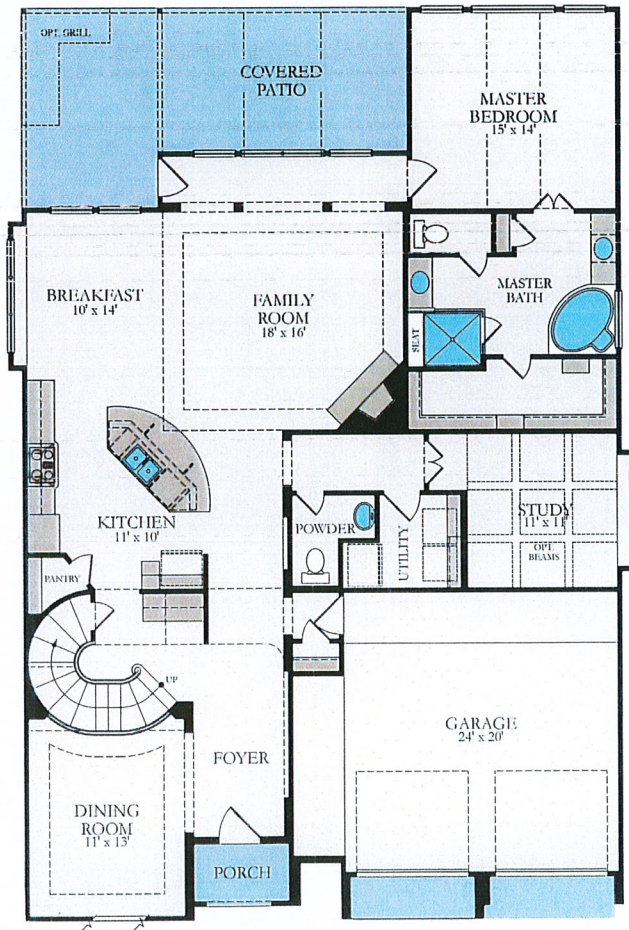 OPT. GRILL
COVERED
PATIO
MASTER
BEDROOM
15' x 14'
BREAKFAST
10' x 14'
FAMILY
ROOM
18' x 16'
MASTER
BATH
SEAT
KITCHEN
11' x 10'
POWDER
UTILITY
STUDY
11' x 11'
OPT.
BEAMS
PANTRY
UP
FOYER
GARAGE
24' x 20'
DINING
ROOM
11' x 13'
PORCH